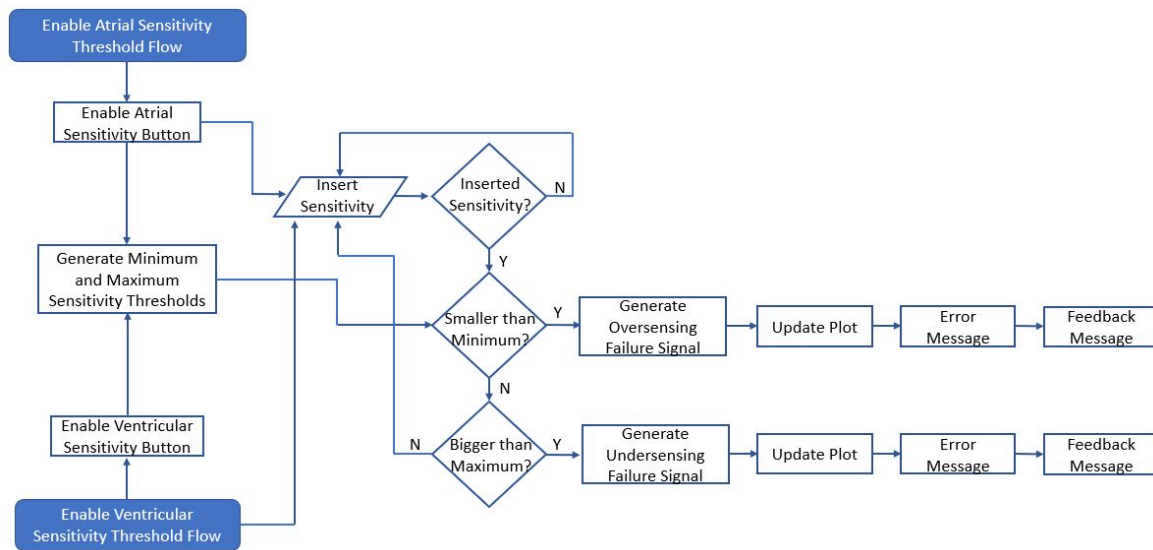 Enable Atrial Sensitivity
Threshold Flow
Enable Atrial
Sensitivity Button
Insert
Sensitivity
Inserted
Sensitivity?
N
Y
Generate Minimum
and Maximum
Sensitivity Thresholds
Smaller than
Minimum?
Y
Generate
Oversensing
Failure Signal
Update Plot
Error
Message
Feedback
Message
N
Enable Ventricular
Sensitivity Button
N
Bigger than
Maximum?
Y
Generate
Undersensing
Failure Signal
Update Plot
Error
Message
Feedback
Message
Enable Ventricular
Sensitivity Threshold Flow